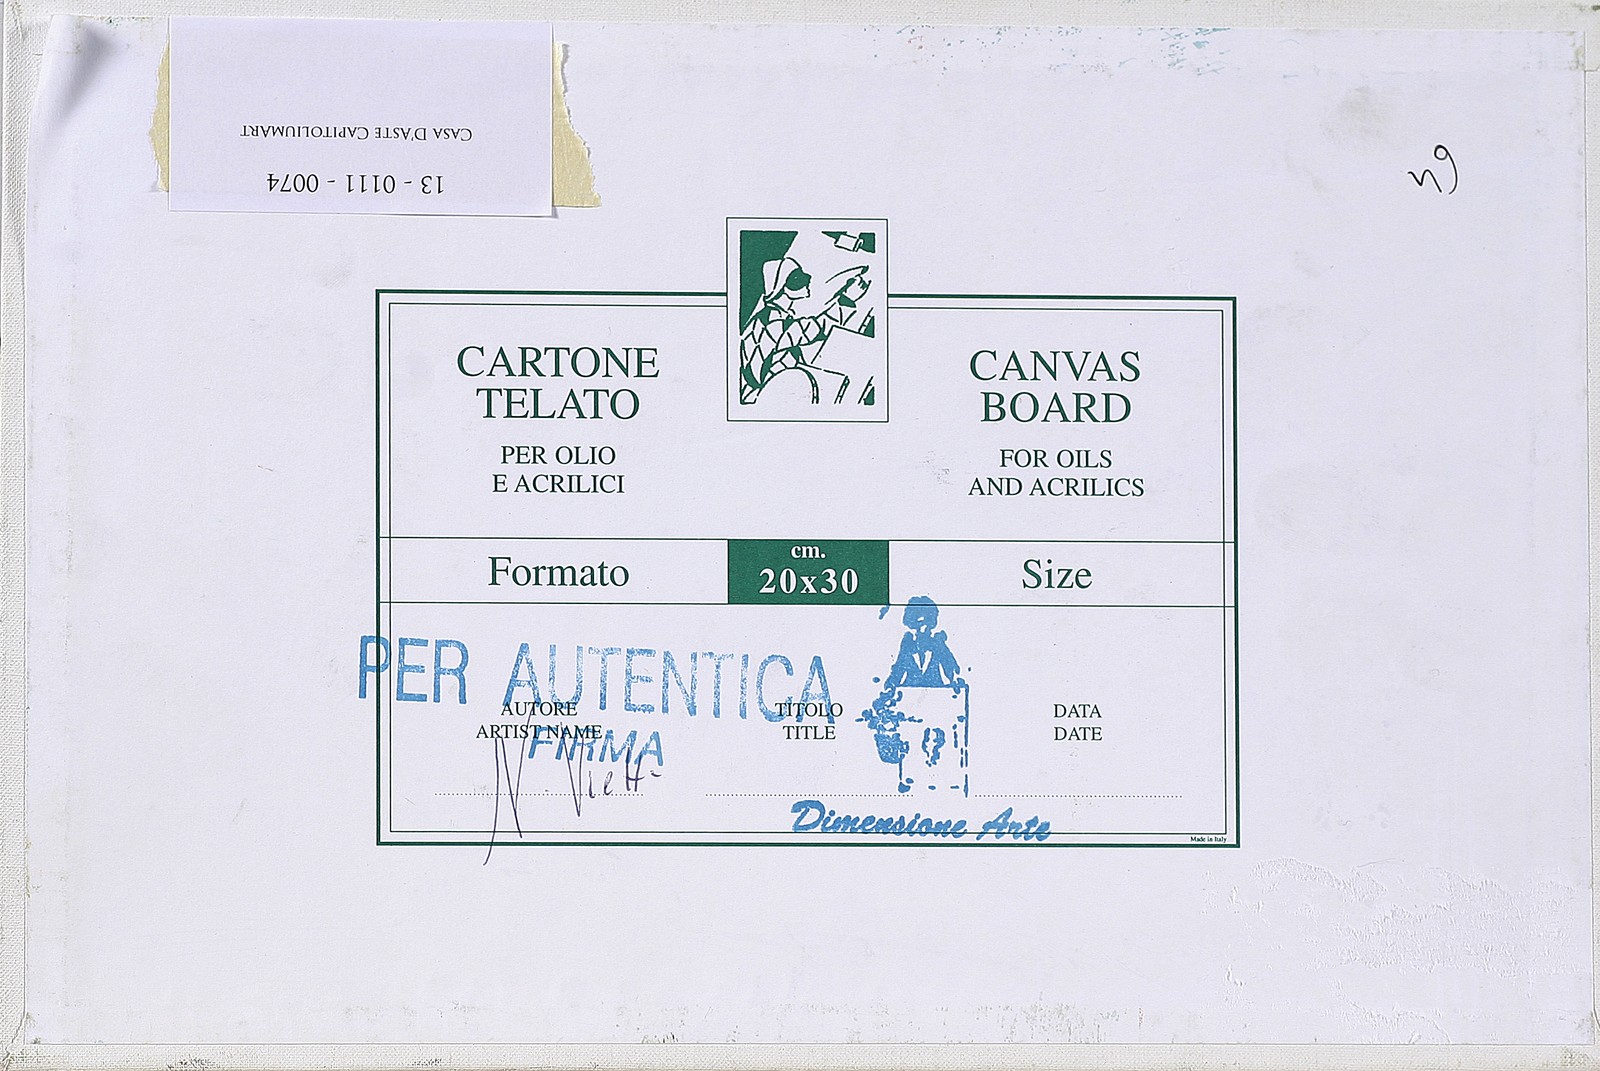 CASA D'ASTE CAPITOLIUMART
13 - 0111 - 0074
CARTONE
TELATO
PER OLIO
E ACRILICI
CANVAS
BOARD
FOR OILS
AND ACRILICS
Formato
cm.
20x30
Size
PER AUTENTICA
FIRMA
AUTORE
ARTIST NAME
TITOLO
TITLE
DATA
DATE
Dimensione Arte
Made in Italy